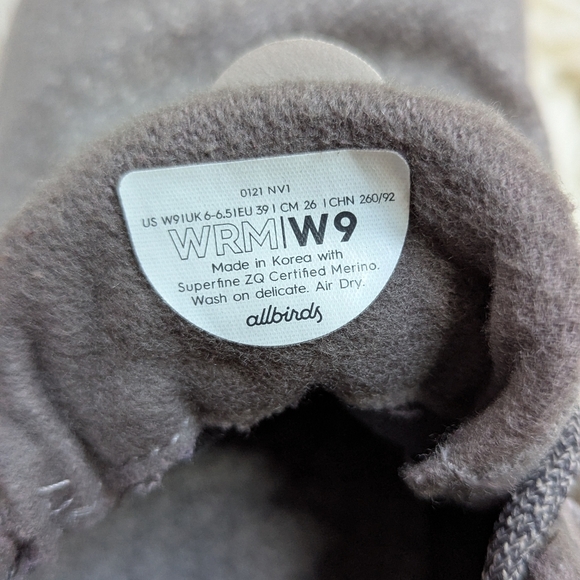 0121 NV1
US W9 | UK 6-6.5 | EU 39 | CM 26 | CHN 260/92
WRM|W9
Made in Korea with
Superfine ZQ Certified Merino.
Wash on delicate. Air Dry.
allbirds